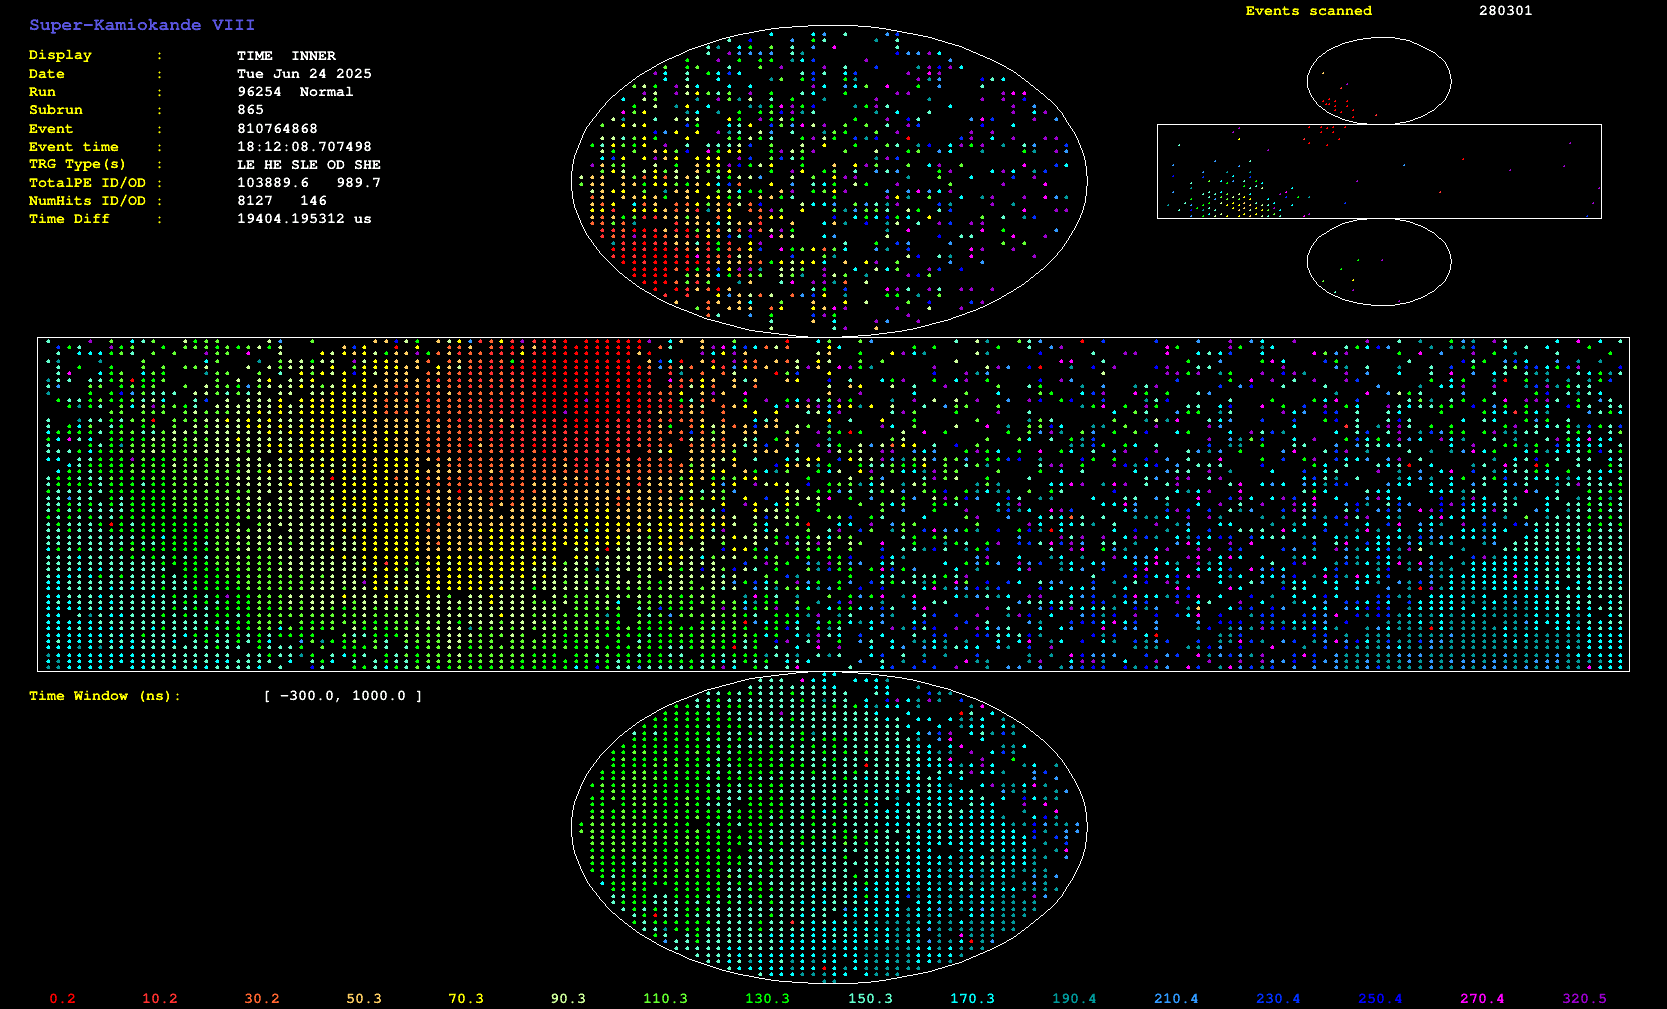 Super-Kamiokande VIII
Display : TIME INNER
Date : Tue Jun 24 2025
Run : 96254 Normal
Subrun : 865
Event : 810764868
Event time : 18:12:08.707498
TRG Type(s) : LE HE SLE OD SHE
TotalPE ID/OD : 103889.6 989.7
NumHits ID/OD : 8127 146
Time Diff : 19404.195312 us
Events scanned 280301
Time Window (ns): [ -300.0, 1000.0 ]
0.2 10.2 30.2 50.3 70.3 90.3 110.3 130.3 150.3 170.3 190.4 210.4 230.4 250.4 270.4 320.5